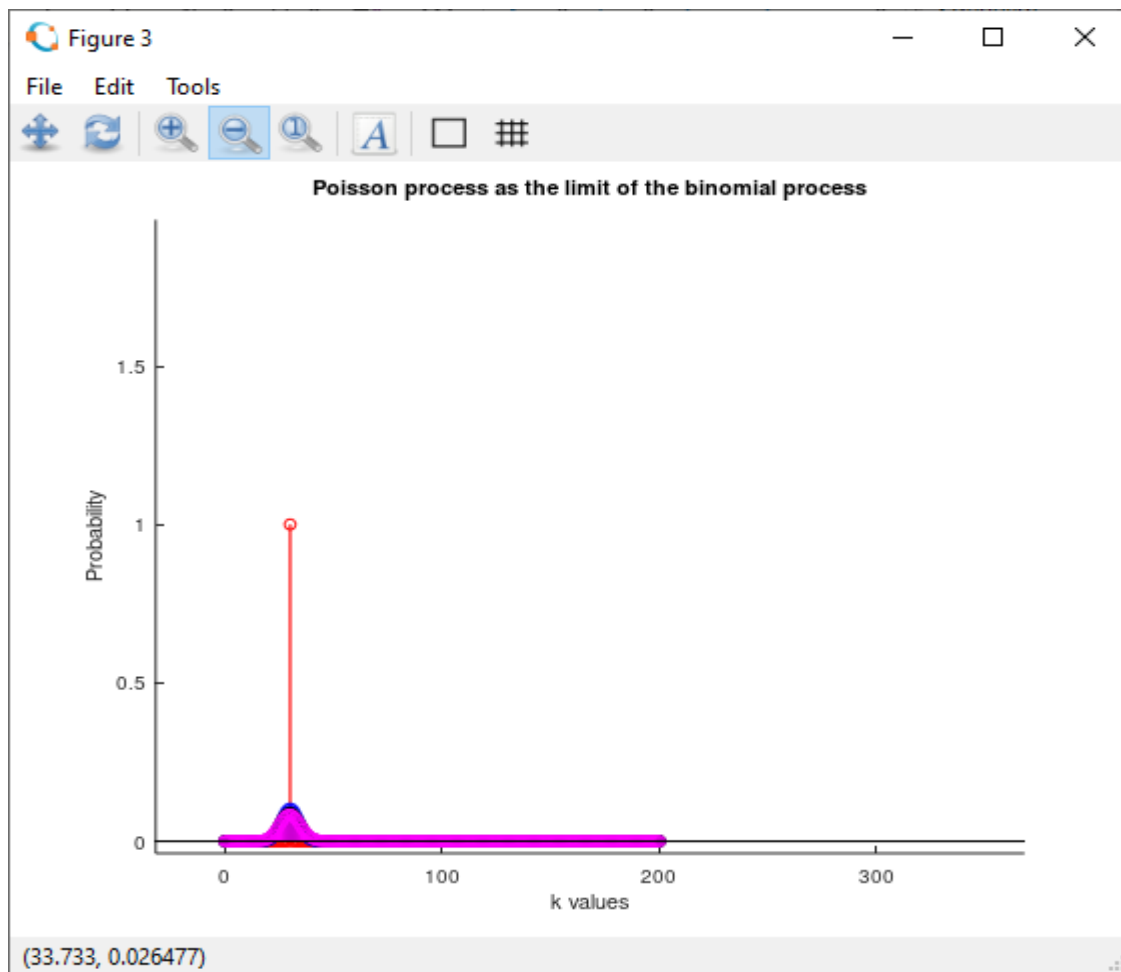 Figure 3
File Edit Tools
A
Poisson process as the limit of the binomial process
1.5
1
0.5
0
Probability
0 100 200 300
k values
(33.733, 0.026477)